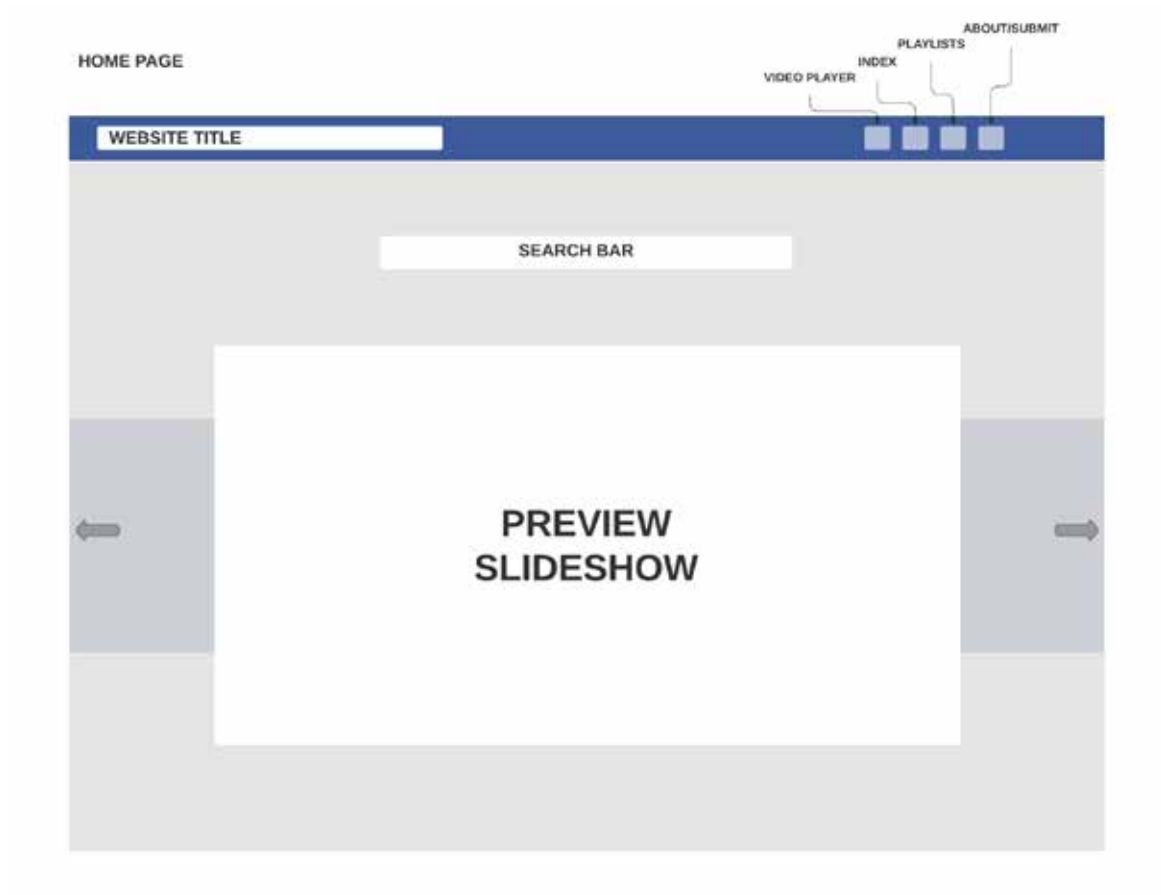 ABOUT/SUBMIT
PLAYLISTS
HOME PAGE
INDEX
VIDEO PLAYER
WEBSITE TITLE
SEARCH BAR
PREVIEW
SLIDESHOW